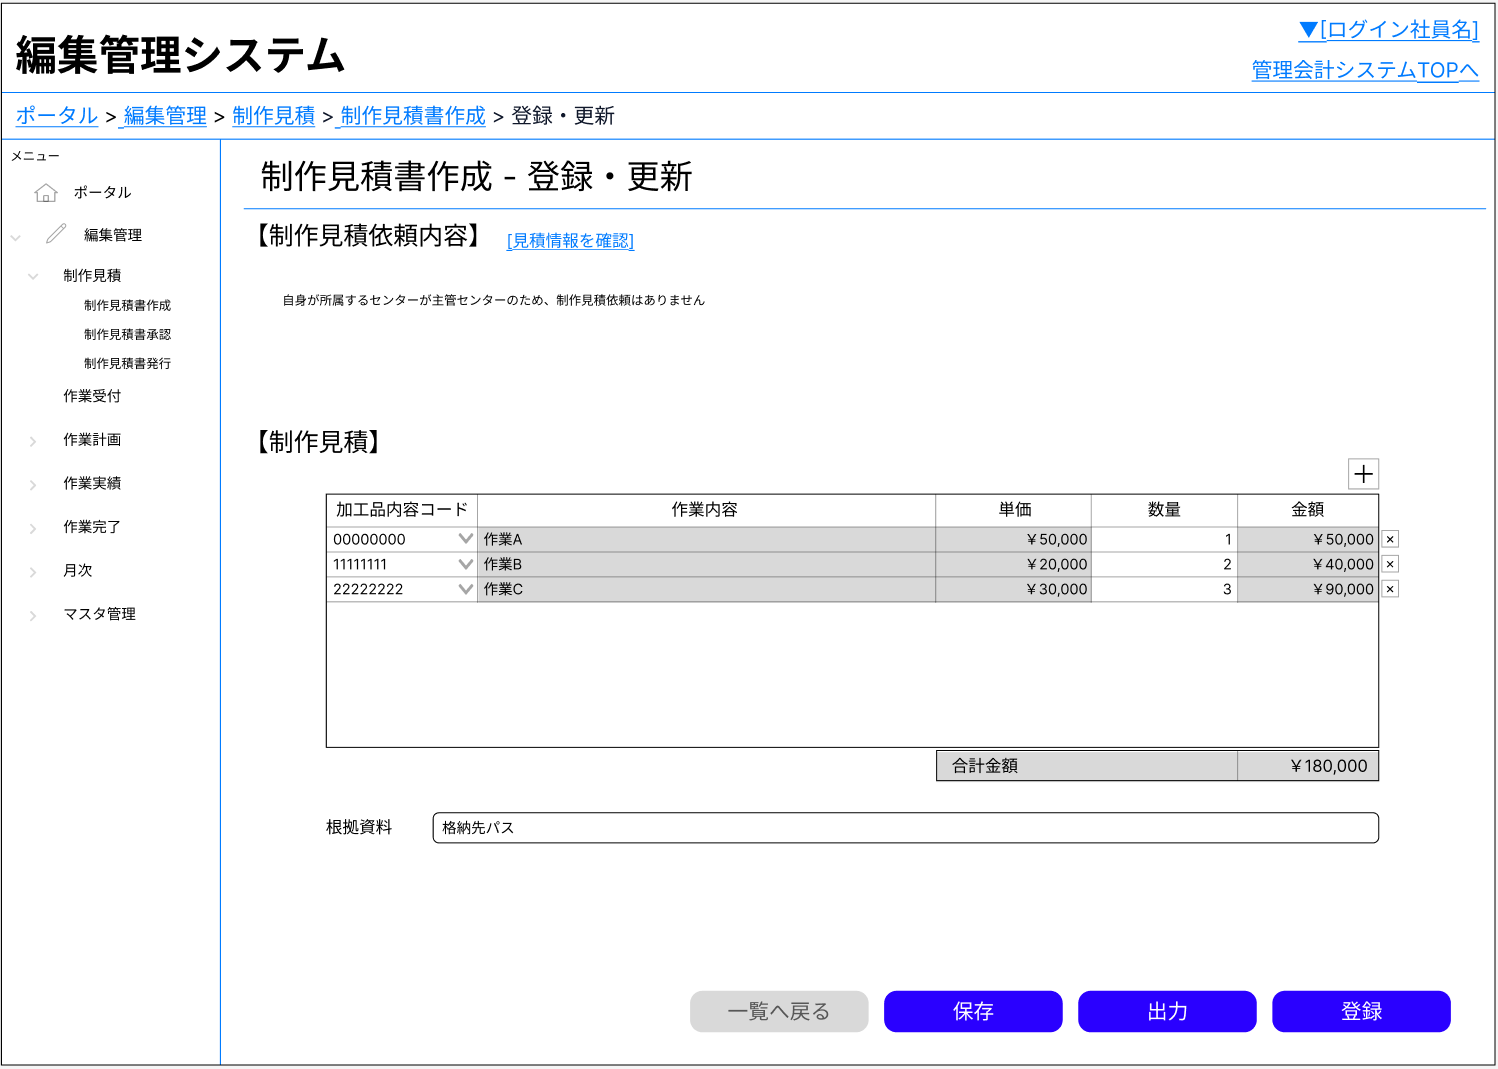 編集管理システム
▼[ログイン社員名]
管理会計システムTOPへ
ポータル > 編集管理 > 制作見積 > 制作見積書作成 > 登録・更新
メニュー
ポータル
編集管理
制作見積
制作見積書作成
制作見積書承認
制作見積書発行
作業受付
作業計画
作業実績
作業完了
月次
マスタ管理
制作見積書作成 - 登録・更新
【制作見積依頼内容】 [見積情報を確認]
自身が所属するセンターが主管センターのため、制作見積依頼はありません
【制作見積】
＋
加工品内容コード 作業内容 単価 数量 金額
00000000 作業A ￥50,000 1 ￥50,000 ×
11111111 作業B ￥20,000 2 ￥40,000 ×
22222222 作業C ￥30,000 3 ￥90,000 ×
合計金額 ￥180,000
根拠資料 格納先パス
一覧へ戻る 保存 出力 登録